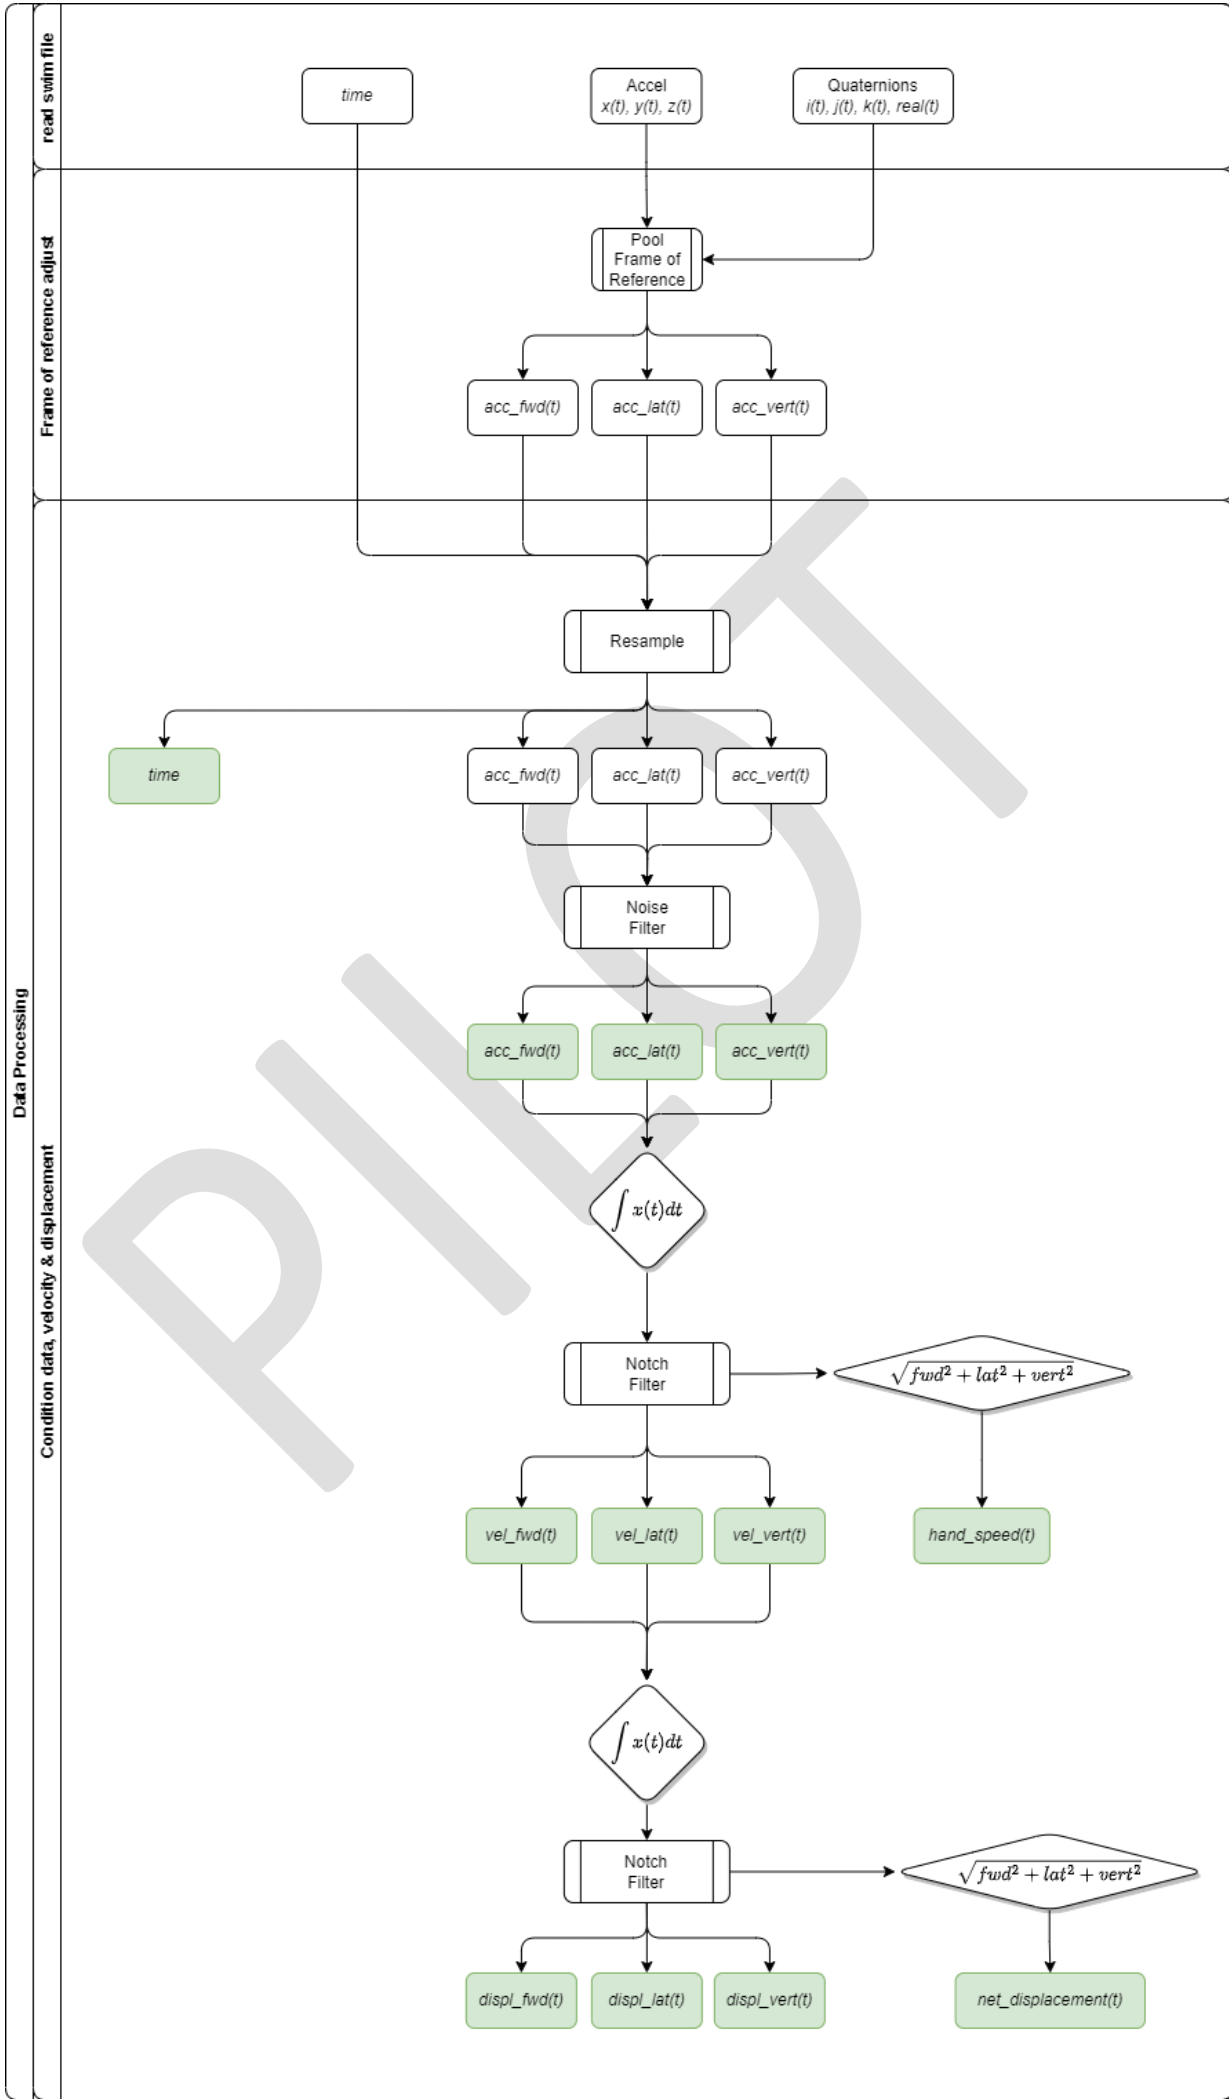 Data Processing
read swim file
time
Accel
x(t), y(t), z(t)
Quaternions
i(t), j(t), k(t), real(t)
Frame of reference adjust
Pool
Frame of
Reference
acc_fwd(t)
acc_lat(t)
acc_vert(t)
Condition data, velocity & displacement
PILOT
Resample
time
acc_fwd(t)
acc_lat(t)
acc_vert(t)
Noise
Filter
acc_fwd(t)
acc_lat(t)
acc_vert(t)
∫ x(t)dt
Notch
Filter
√(fwd² + lat² + vert²)
vel_fwd(t)
vel_lat(t)
vel_vert(t)
hand_speed(t)
∫ x(t)dt
Notch
Filter
√(fwd² + lat² + vert²)
displ_fwd(t)
displ_lat(t)
displ_vert(t)
net_displacement(t)